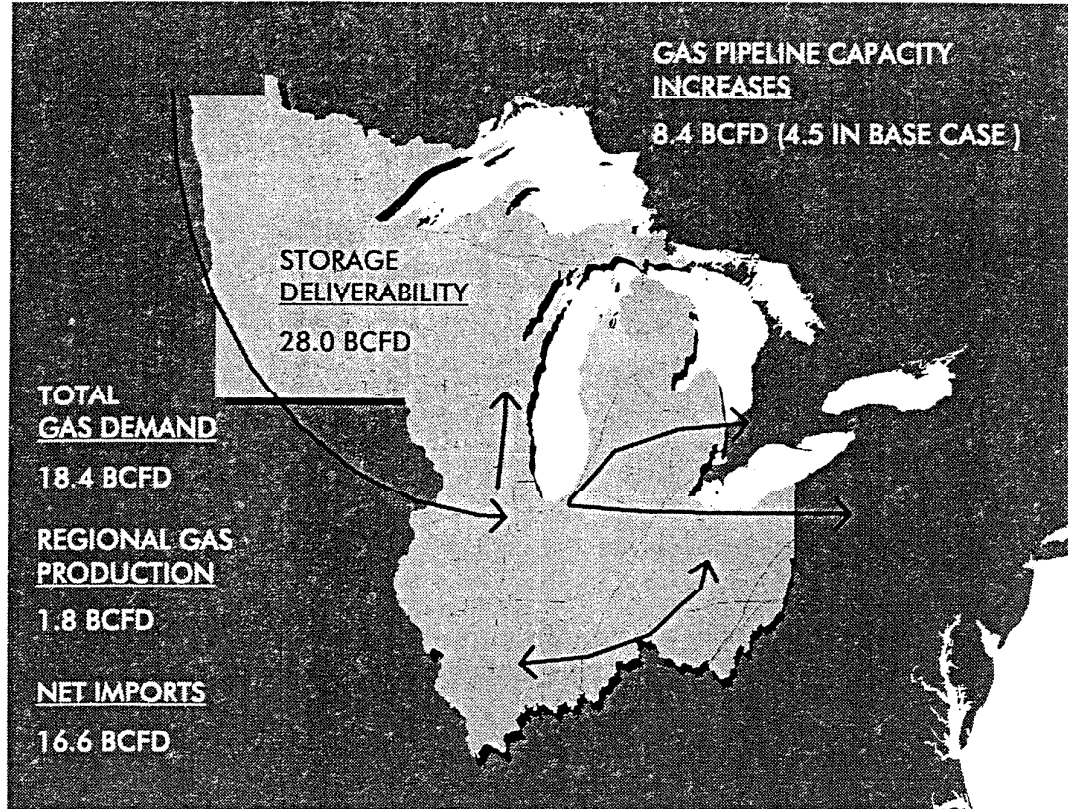 GAS PIPELINE CAPACITY
INCREASES
8.4 BCFD (4.5 IN BASE CASE )
STORAGE
DELIVERABILITY
28.0 BCFD
TOTAL
GAS DEMAND
18.4 BCFD
REGIONAL GAS
PRODUCTION
1.8 BCFD
NET IMPORTS
16.6 BCFD